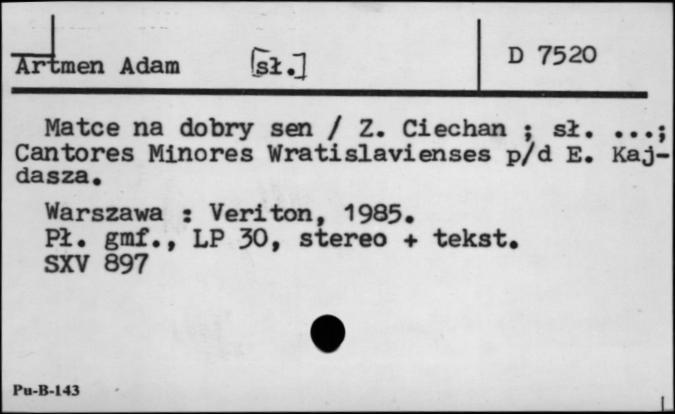 Artmen Adam [sł.] D 7520
Matce na dobry sen / Z. Ciechan ; sł. ...;
Cantores Minores Wratislavienses p/d E. Kaj-
dasza.
Warszawa : Veriton, 1985.
Pł. gmf., LP 30, stereo + tekst.
SXV 897
Pu-B-143